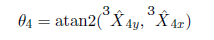 θ₄ = atan2(³X̂₄y, ³X̂₄x)